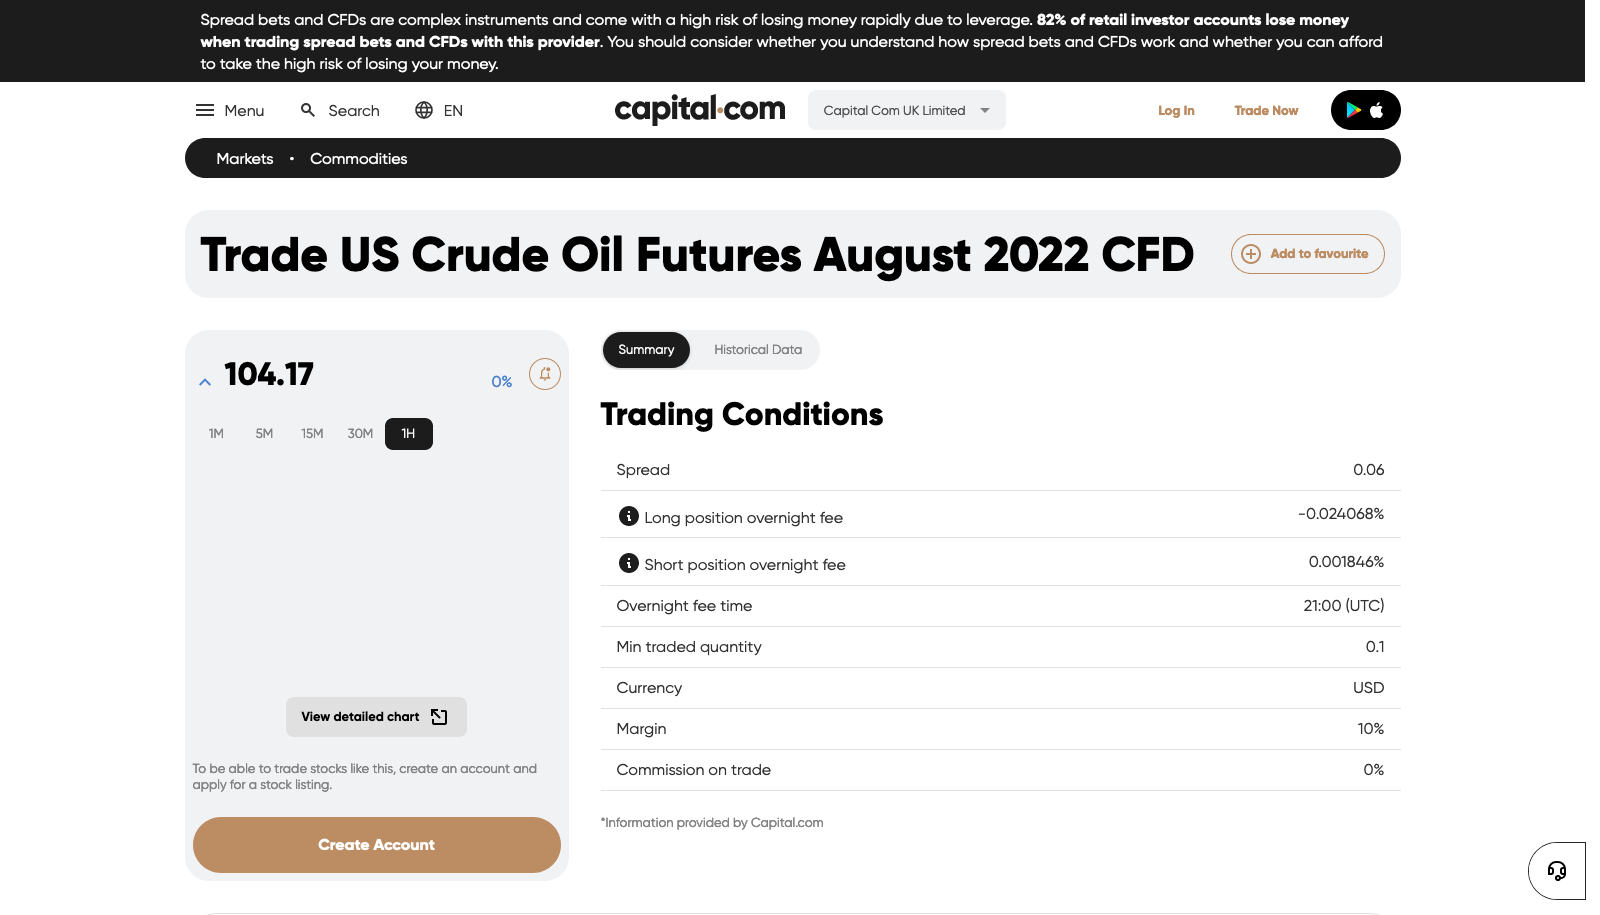 Spread bets and CFDs are complex instruments and come with a high risk of losing money rapidly due to leverage. 82% of retail investor accounts lose money
when trading spread bets and CFDs with this provider. You should consider whether you understand how spread bets and CFDs work and whether you can afford
to take the high risk of losing your money.
Menu
Search
EN
capital.com
Capital Com UK Limited
Log In
Trade Now
Markets • Commodities
Trade US Crude Oil Futures August 2022 CFD
Add to favourite
104.17
0%
1M 5M 15M 30M 1H
View detailed chart
To be able to trade stocks like this, create an account and
apply for a stock listing.
Create Account
Summary
Historical Data
Trading Conditions
Spread 0.06
Long position overnight fee -0.024068%
Short position overnight fee 0.001846%
Overnight fee time 21:00 (UTC)
Min traded quantity 0.1
Currency USD
Margin 10%
Commission on trade 0%
*Information provided by Capital.com